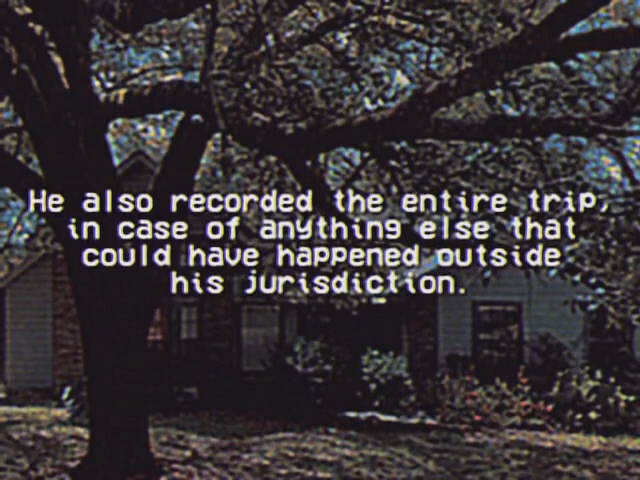 He also recorded the entire trip,
in case of anything else that
could have happened outside
his jurisdiction.